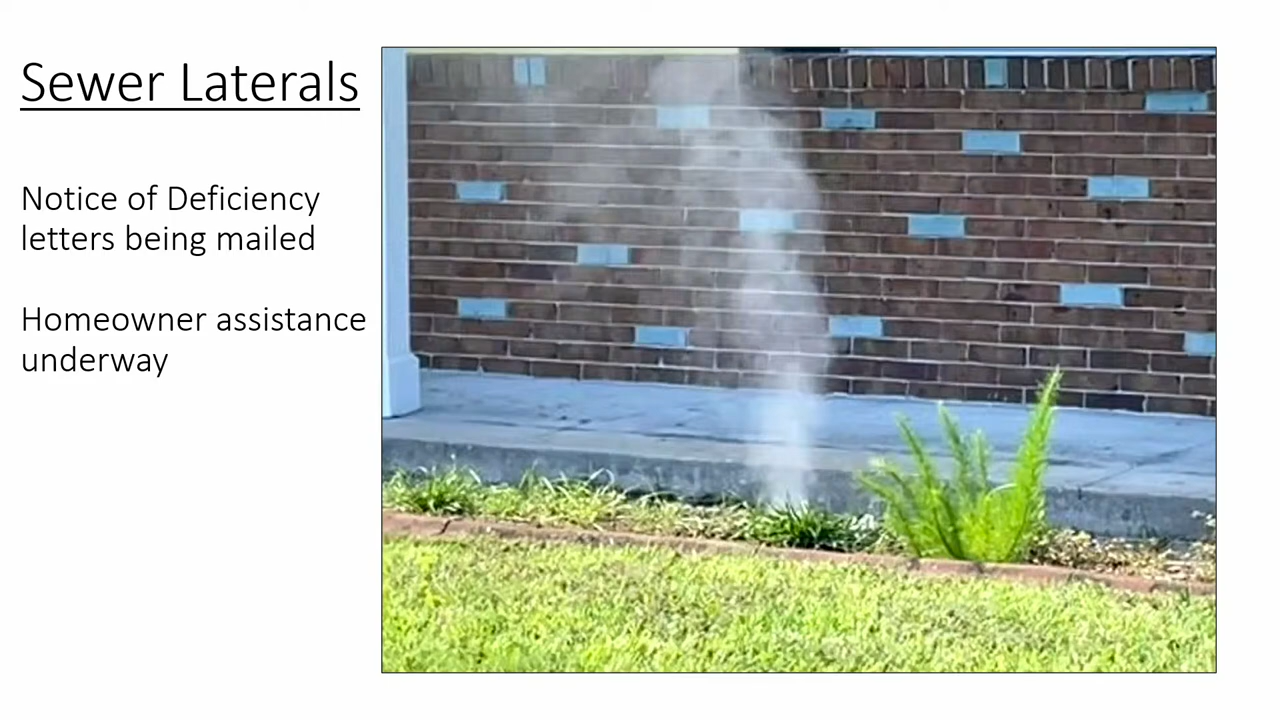 Sewer Laterals
Notice of Deficiency
letters being mailed
Homeowner assistance
underway